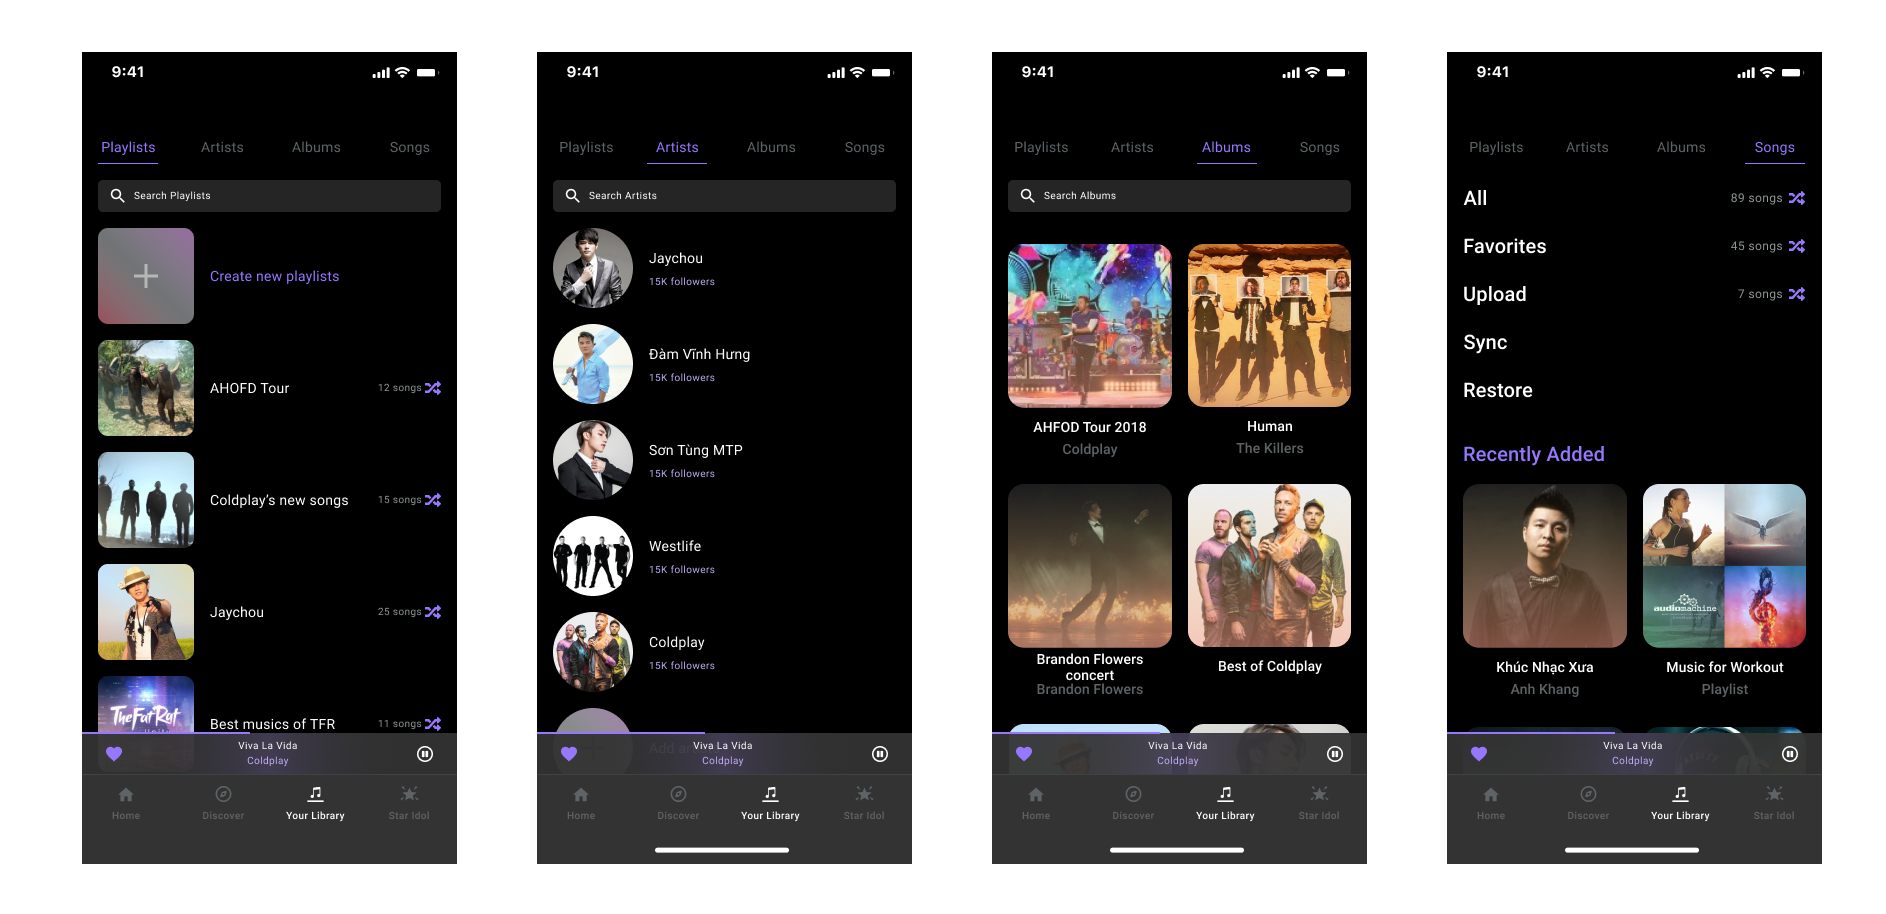 9:41
Playlists Artists Albums Songs
Search Playlists
Create new playlists
AHOFD Tour 12 songs
Coldplay's new songs 15 songs
Jaychou 25 songs
TheFatRat
Best musics of TFR 11 songs
Viva La Vida
Coldplay
Home Discover Your Library Star Idol
9:41
Playlists Artists Albums Songs
Search Artists
Jaychou
15K followers
Đàm Vĩnh Hưng
15K followers
Sơn Tùng MTP
15K followers
Westlife
15K followers
Coldplay
15K followers
Viva La Vida
Coldplay
Home Discover Your Library Star Idol
9:41
Playlists Artists Albums Songs
Search Albums
AHFOD Tour 2018
Coldplay
Human
The Killers
Brandon Flowers
concert
Brandon Flowers
Best of Coldplay
Viva La Vida
Coldplay
Home Discover Your Library Star Idol
9:41
Playlists Artists Albums Songs
All 89 songs
Favorites 45 songs
Upload 7 songs
Sync
Restore
Recently Added
audiomachine
Khúc Nhạc Xưa
Anh Khang
Music for Workout
Playlist
Viva La Vida
Coldplay
Home Discover Your Library Star Idol